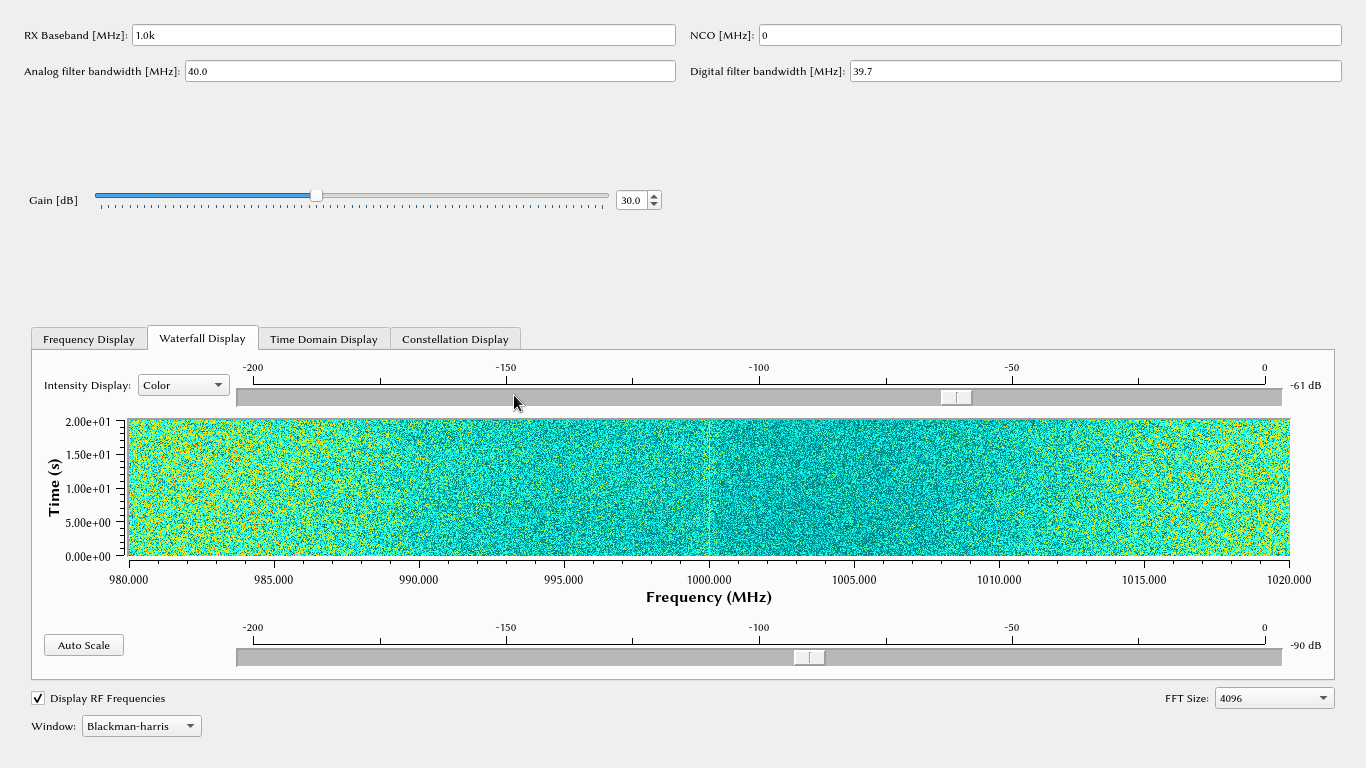 RX Baseband [MHz]: 1.0k NCO [MHz]: 0
Analog filter bandwidth [MHz]: 40.0 Digital filter bandwidth [MHz]: 39.7
Gain [dB] 30.0
Frequency Display Waterfall Display Time Domain Display Constellation Display
-200 -150 -100 -50 0
Intensity Display: Color -61 dB
2.00e+01
1.50e+01
1.00e+01
5.00e+00
0.00e+00
Time (s)
980.000 985.000 990.000 995.000 1000.000 1005.000 1010.000 1015.000 1020.000
Frequency (MHz)
-200 -150 -100 -50 0
Auto Scale -90 dB
Display RF Frequencies FFT Size: 4096
Window: Blackman-harris